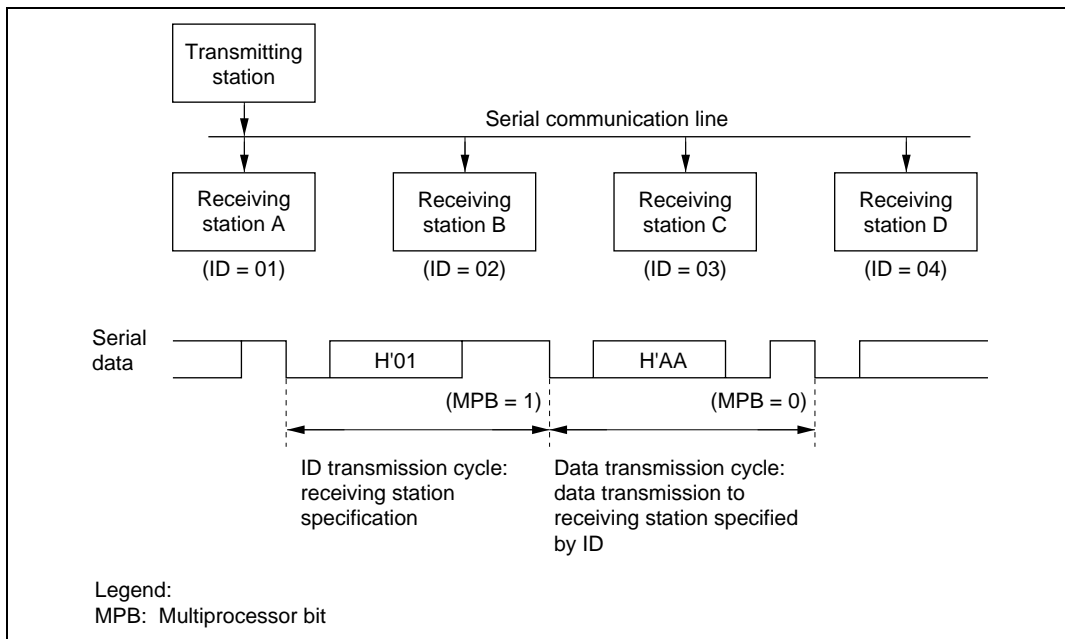 Transmitting
station
Serial communication line
Receiving
station A
Receiving
station B
Receiving
station C
Receiving
station D
(ID = 01)
(ID = 02)
(ID = 03)
(ID = 04)
Serial
data
H'01
H'AA
(MPB = 1)
(MPB = 0)
ID transmission cycle:
receiving station
specification
Data transmission cycle:
data transmission to
receiving station specified
by ID
Legend:
MPB: Multiprocessor bit